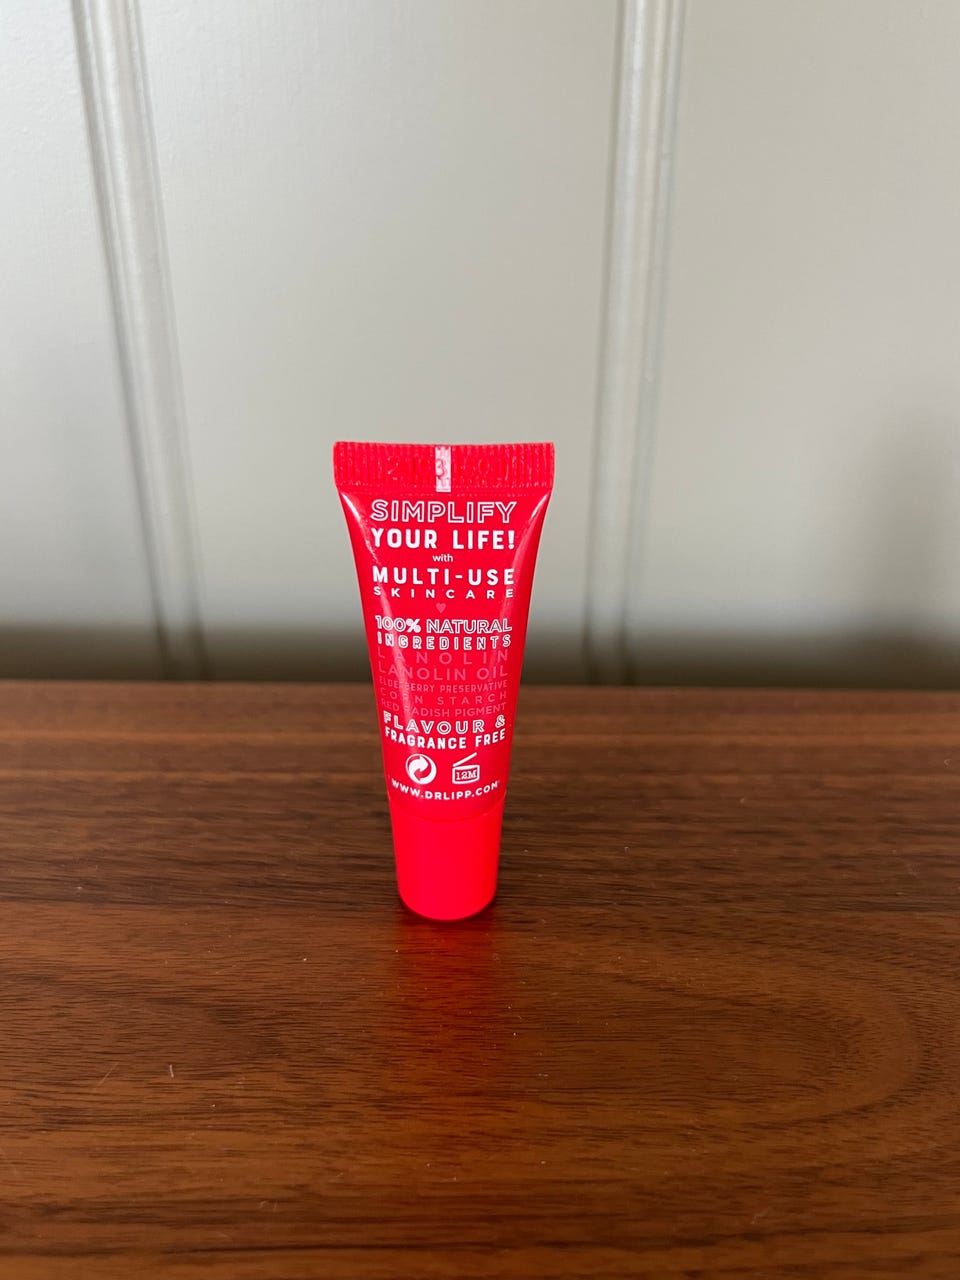 SIMPLIFY
YOUR LIFE!
with
MULTI-USE
SKINCARE
100% NATURAL
INGREDIENTS
LANOLIN
LANOLIN OIL
ELDERBERRY PRESERVATIVE
CORN STARCH
RED RADISH PIGMENT
FLAVOUR &
FRAGRANCE FREE
12M
WWW.DRLIPP.COM